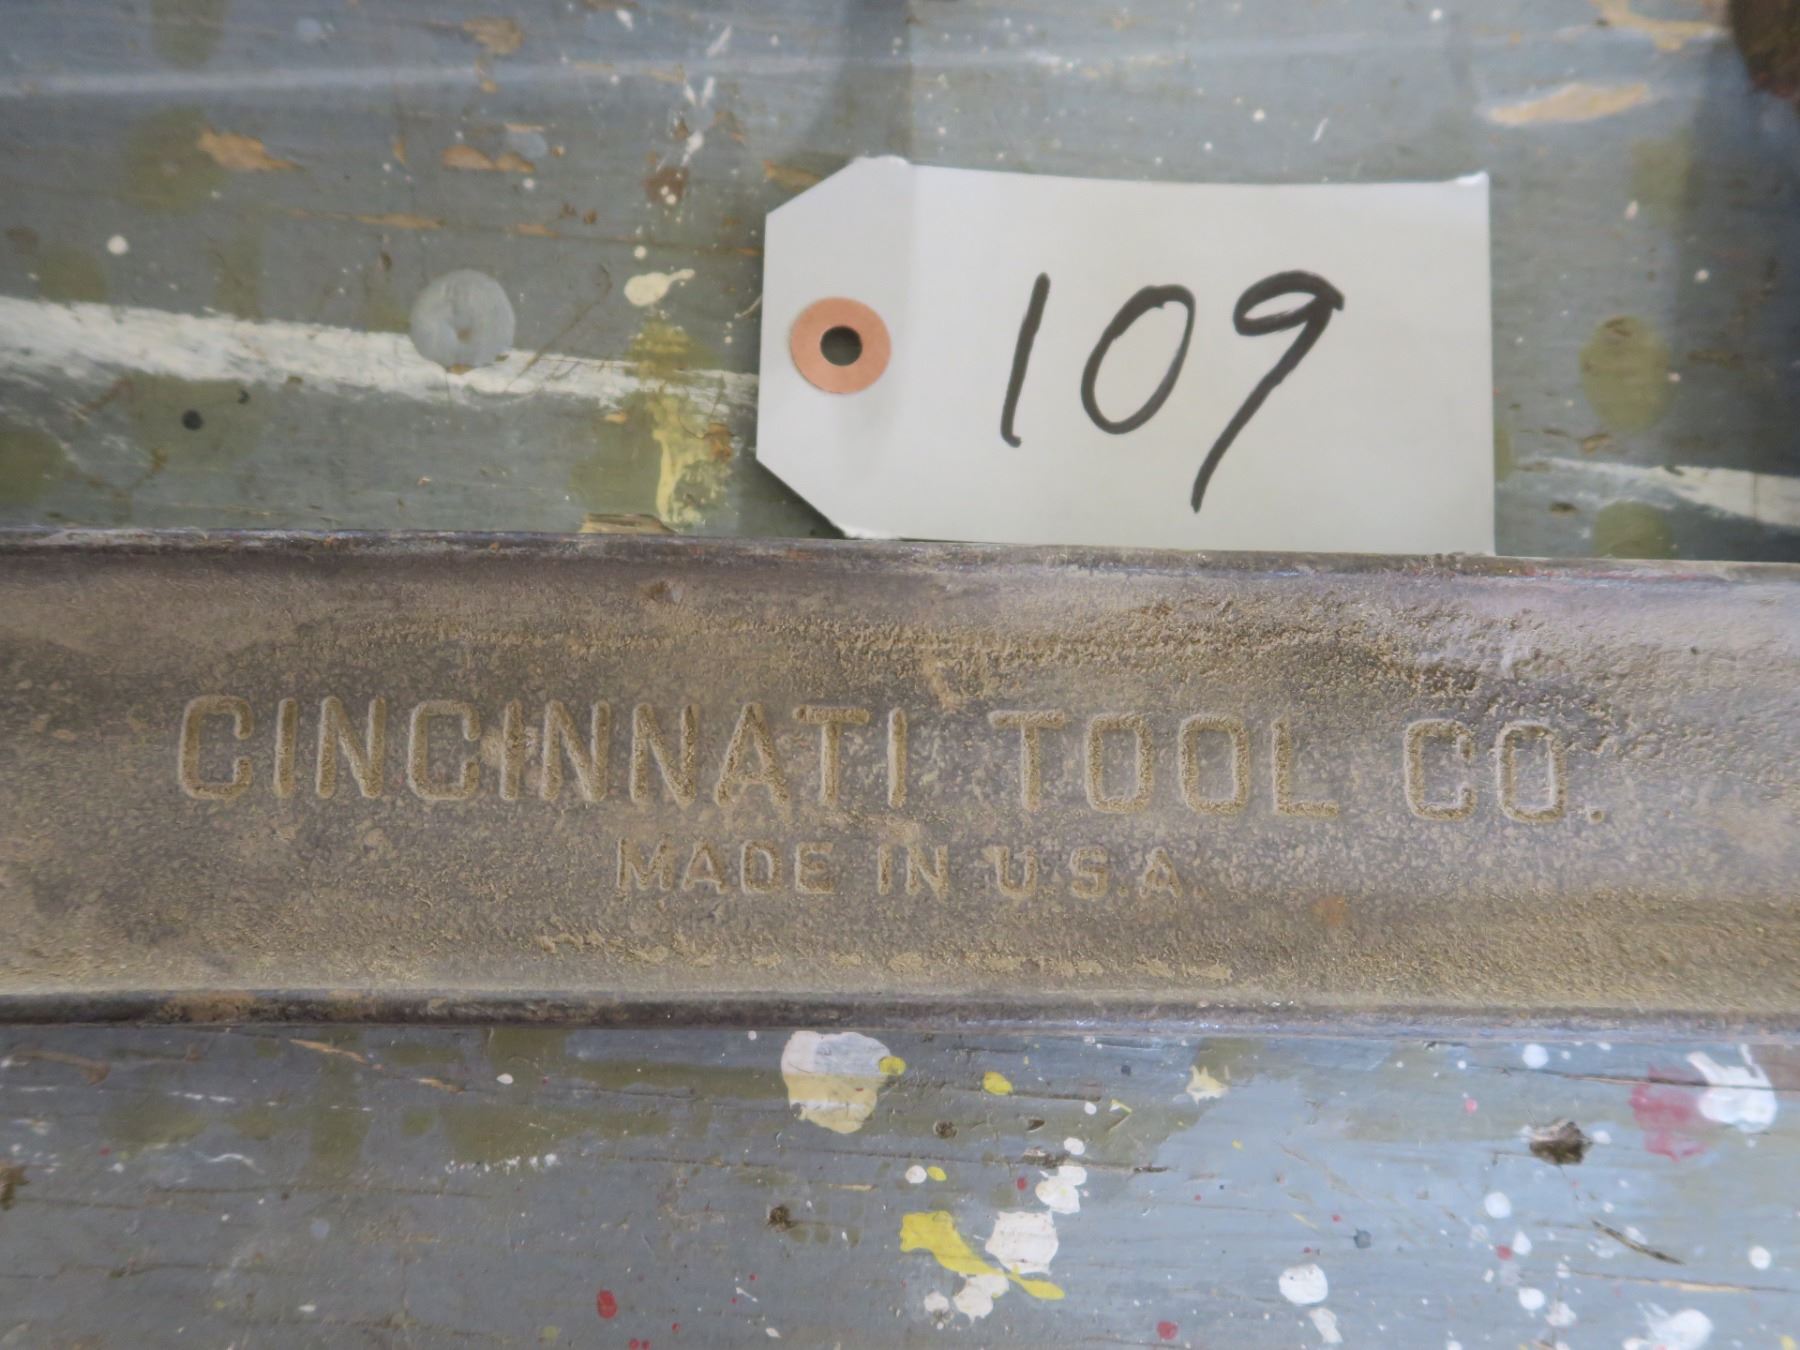 109
CINCINNATI TOOL CO.
MADE IN U.S.A.